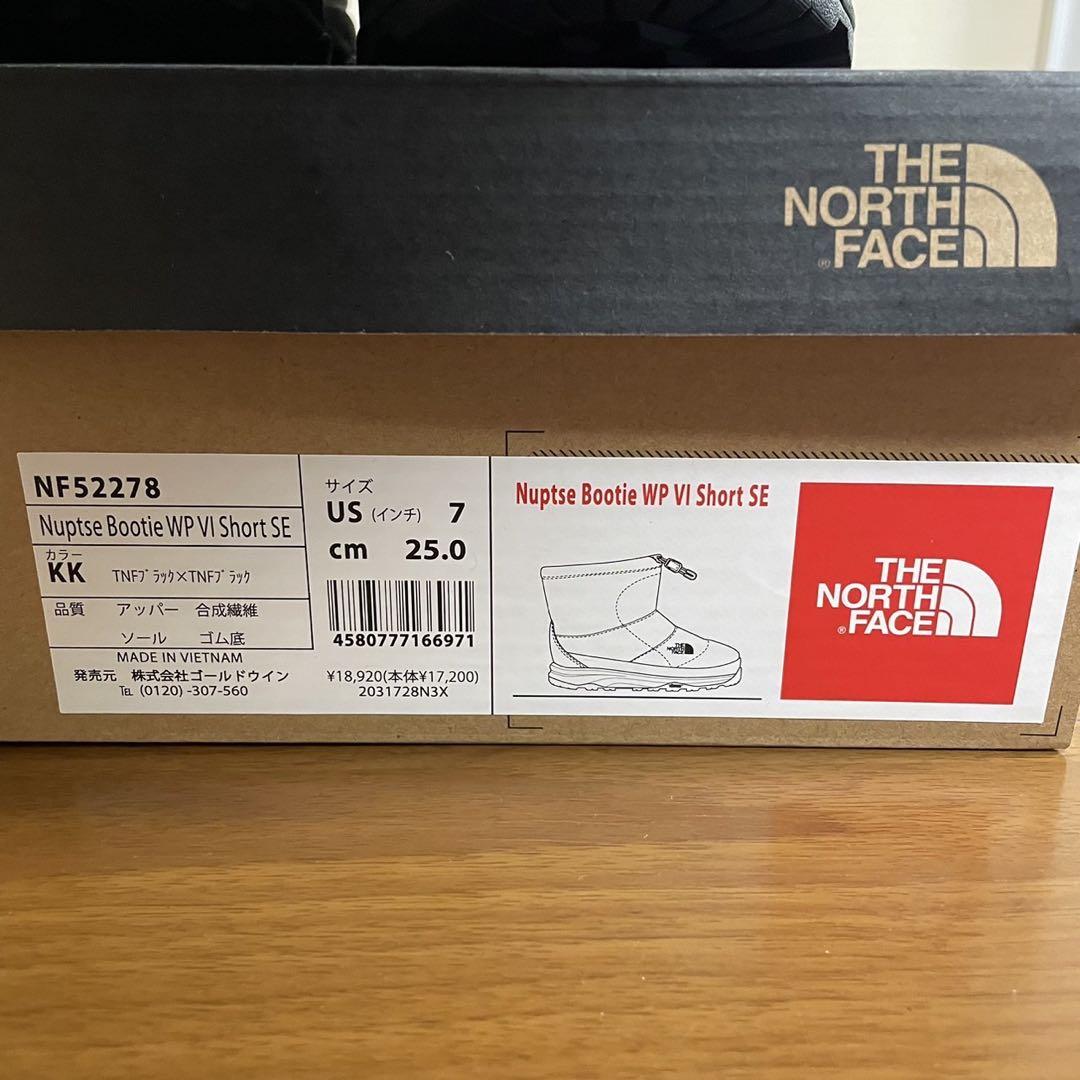 THE
NORTH
FACE
®
NF52278
Nuptse Bootie WP VI Short SE
カラー
KK TNFブラック×TNFブラック
品質 アッパー 合成繊維
ソール ゴム底
MADE IN VIETNAM
発売元 株式会社ゴールドウイン
℡ (0120) -307-560
サイズ
US (インチ) 7
cm 25.0
4580777166971
¥18,920(本体¥17,200)
2031728N3X
Nuptse Bootie WP VI Short SE
THE
NORTH
FACE
THE
NORTH
FACE
®